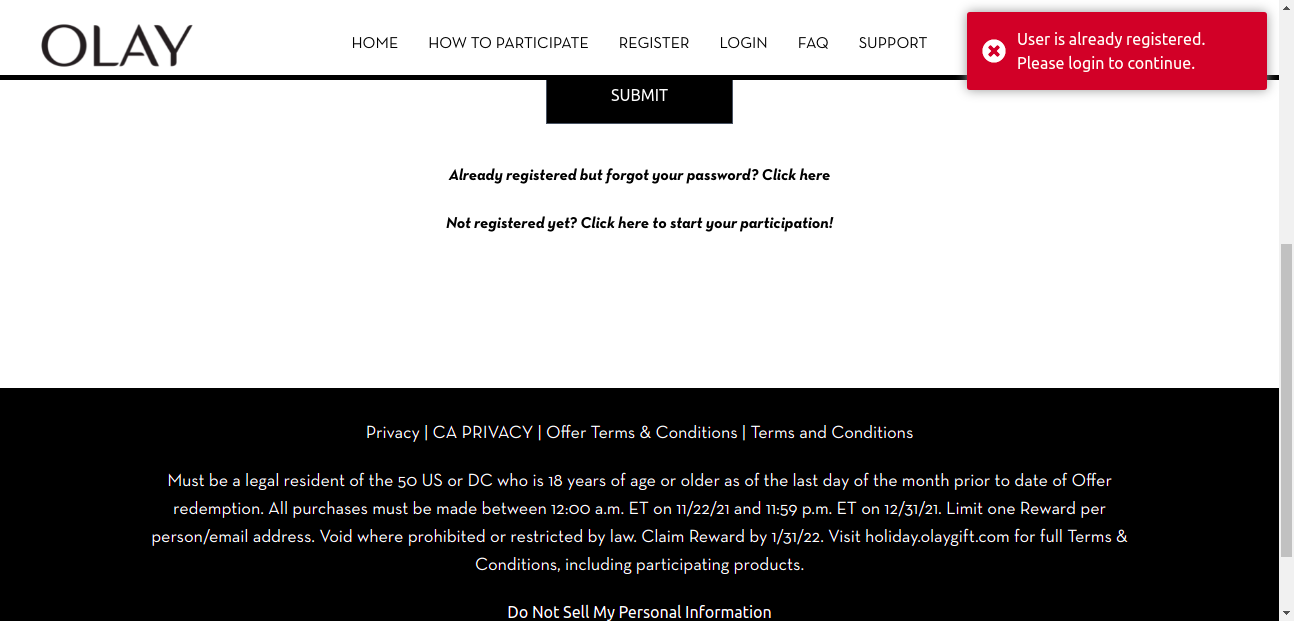 OLAY
HOME HOW TO PARTICIPATE REGISTER LOGIN FAQ SUPPORT
User is already registered.
Please login to continue.
SUBMIT
Already registered but forgot your password? Click here
Not registered yet? Click here to start your participation!
Privacy | CA PRIVACY | Offer Terms & Conditions | Terms and Conditions
Must be a legal resident of the 50 US or DC who is 18 years of age or older as of the last day of the month prior to date of Offer
redemption. All purchases must be made between 12:00 a.m. ET on 11/22/21 and 11:59 p.m. ET on 12/31/21. Limit one Reward per
person/email address. Void where prohibited or restricted by law. Claim Reward by 1/31/22. Visit holiday.olaygift.com for full Terms &
Conditions, including participating products.
Do Not Sell My Personal Information